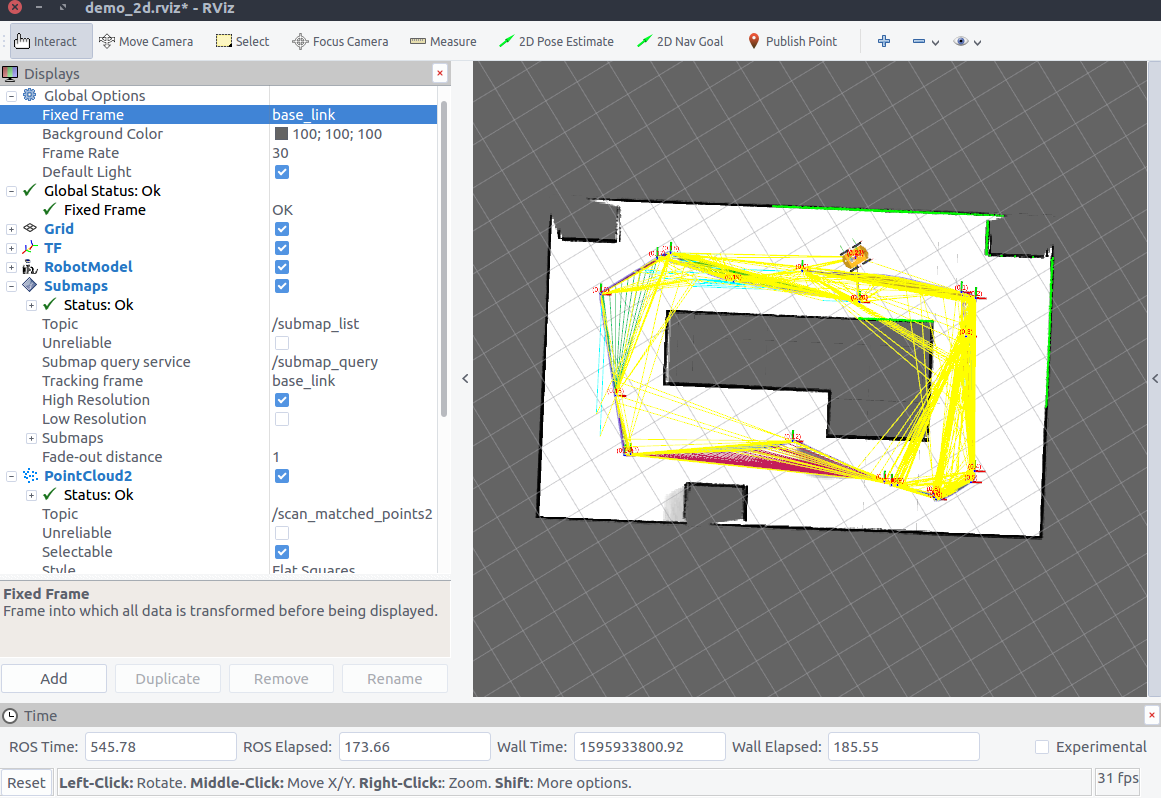 demo_2d.rviz* - RViz
Interact Move Camera Select Focus Camera Measure 2D Pose Estimate 2D Nav Goal Publish Point
Displays
Global Options
Fixed Frame base_link
Background Color 100; 100; 100
Frame Rate 30
Default Light
Global Status: Ok
Fixed Frame OK
Grid
TF
RobotModel
Submaps
Status: Ok
Topic /submap_list
Unreliable
Submap query service /submap_query
Tracking frame base_link
High Resolution
Low Resolution
Submaps
Fade-out distance 1
PointCloud2
Status: Ok
Topic /scan_matched_points2
Unreliable
Selectable
Style Flat Squares
Fixed Frame
Frame into which all data is transformed before being displayed.
Add Duplicate Remove Rename
Time
ROS Time: 545.78 ROS Elapsed: 173.66 Wall Time: 1595933800.92 Wall Elapsed: 185.55 Experimental
Reset Left-Click: Rotate. Middle-Click: Move X/Y. Right-Click:: Zoom. Shift: More options. 31 fps